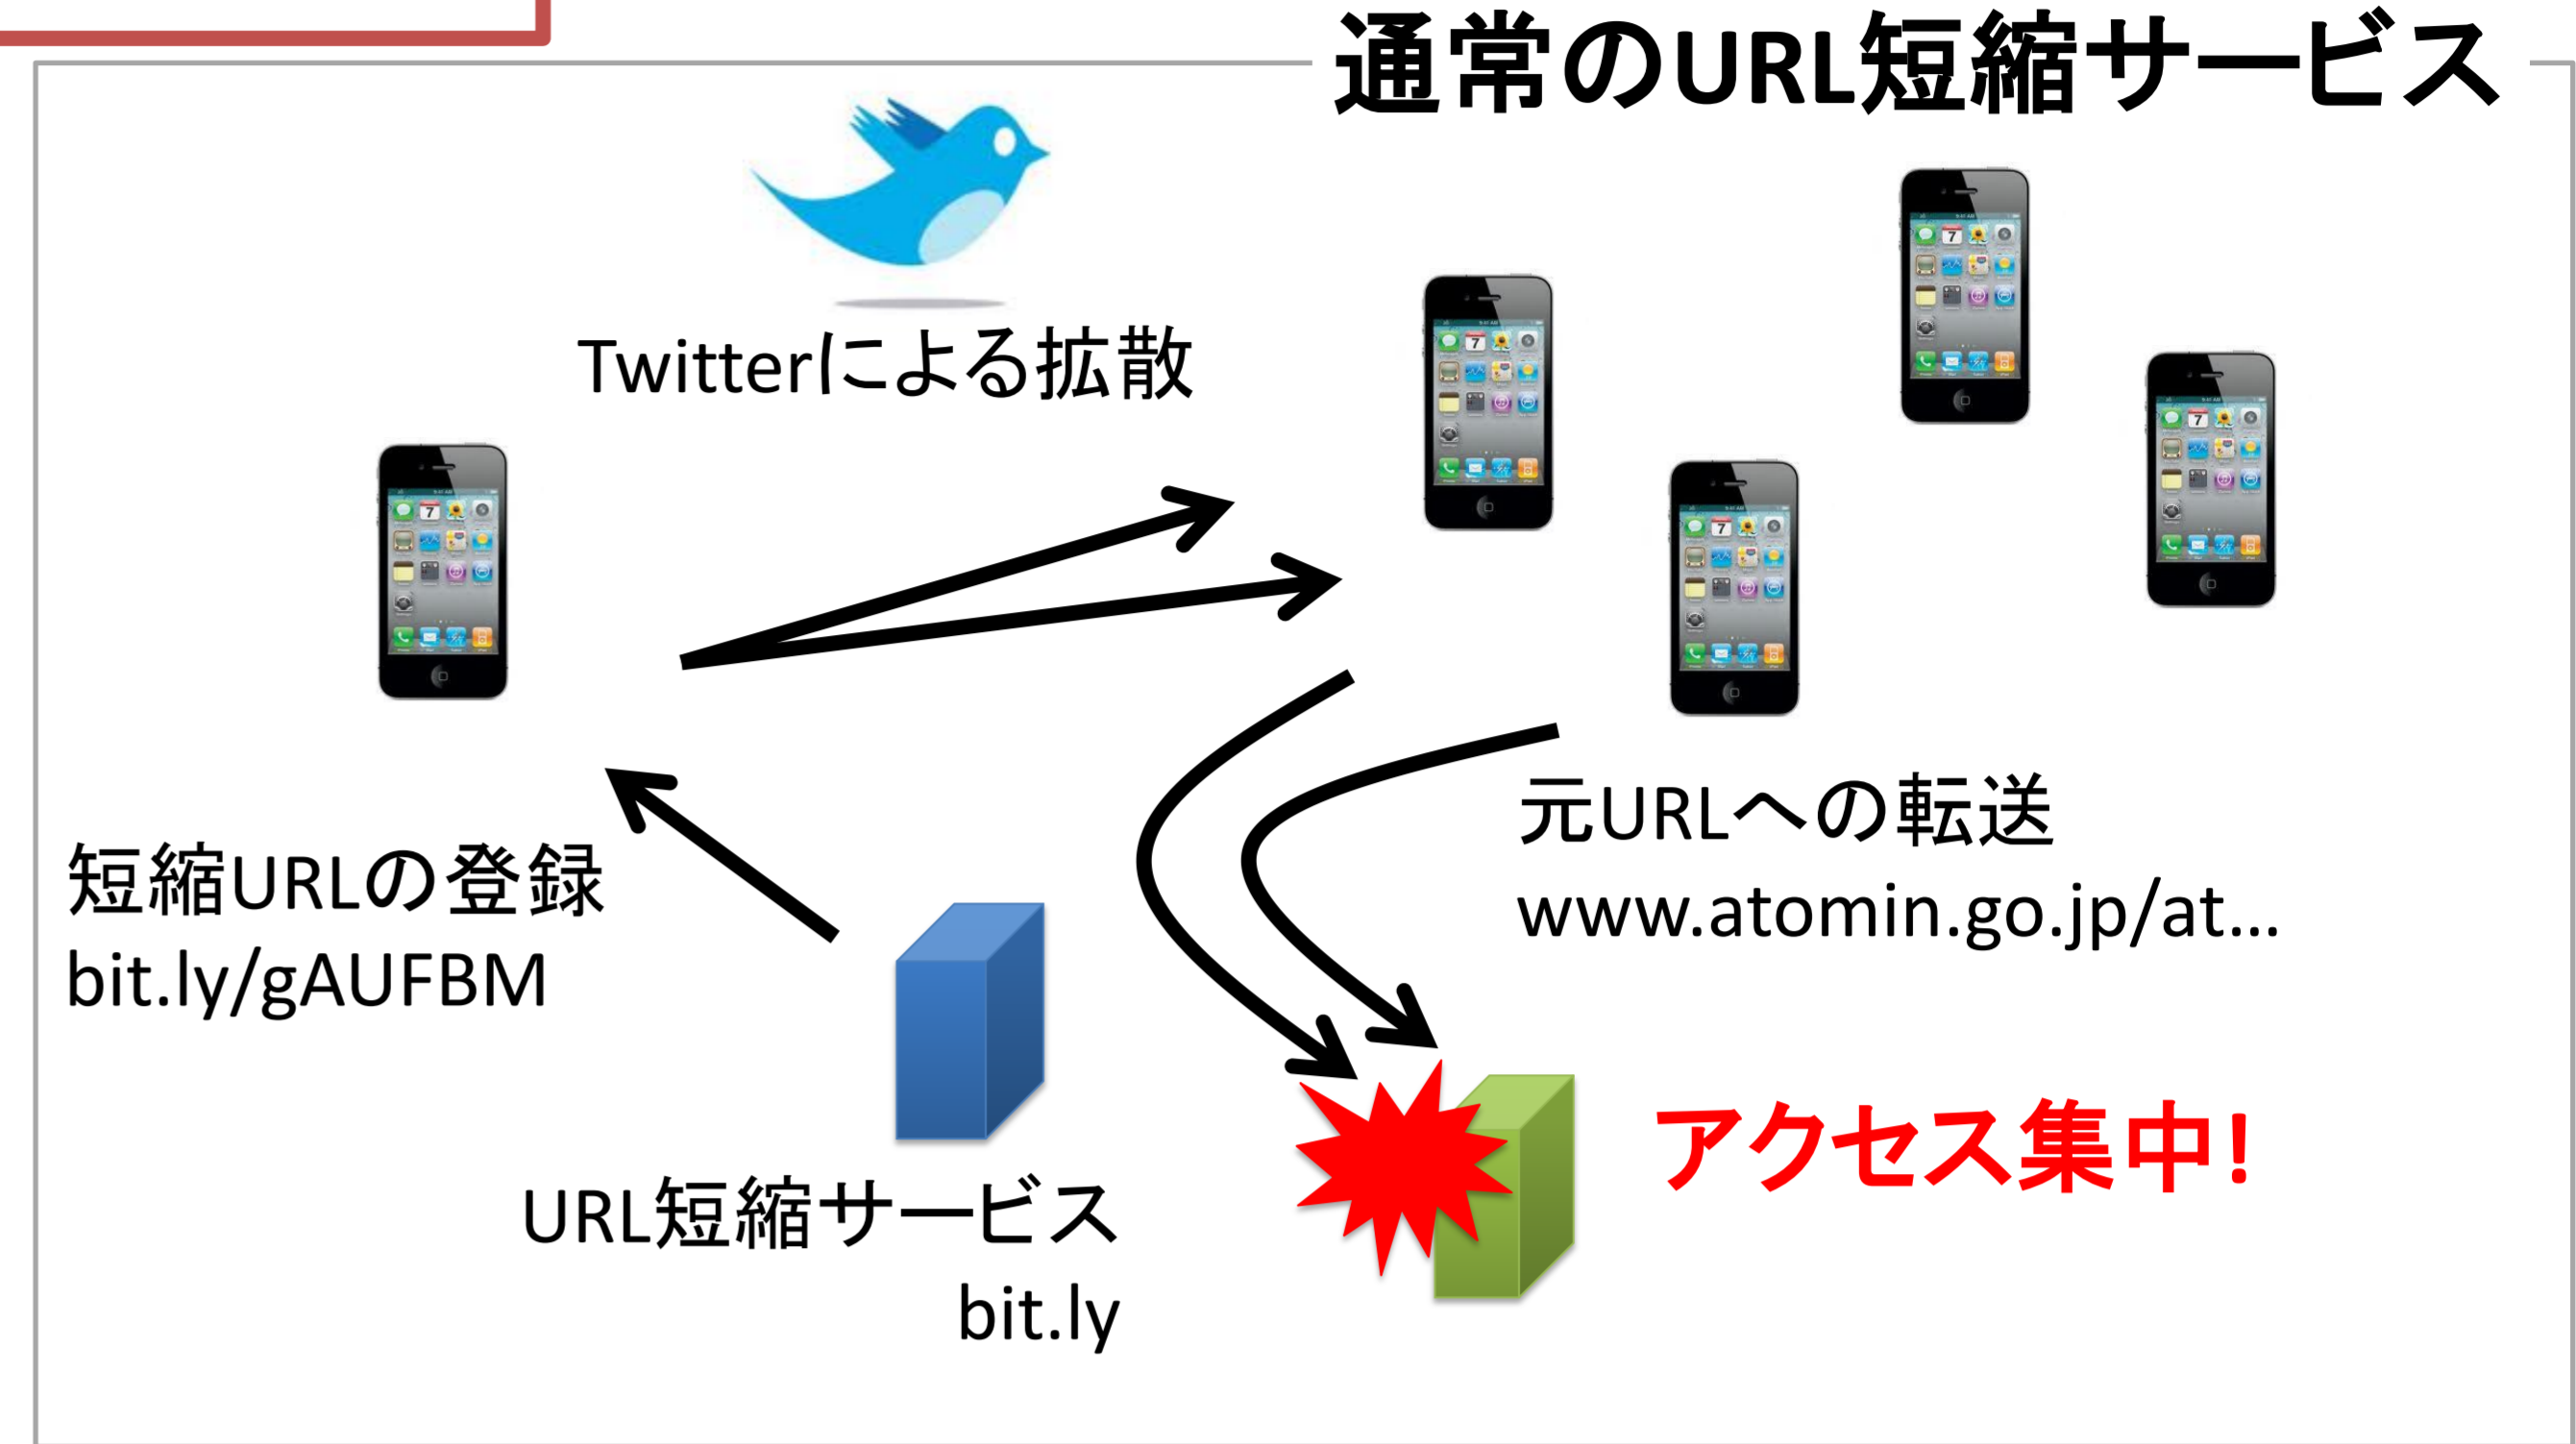 通常のURL短縮サービス
Twitterによる拡散
短縮URLの登録
bit.ly/gAUFBM
元URLへの転送
www.atomin.go.jp/at...
アクセス集中!
URL短縮サービス
bit.ly